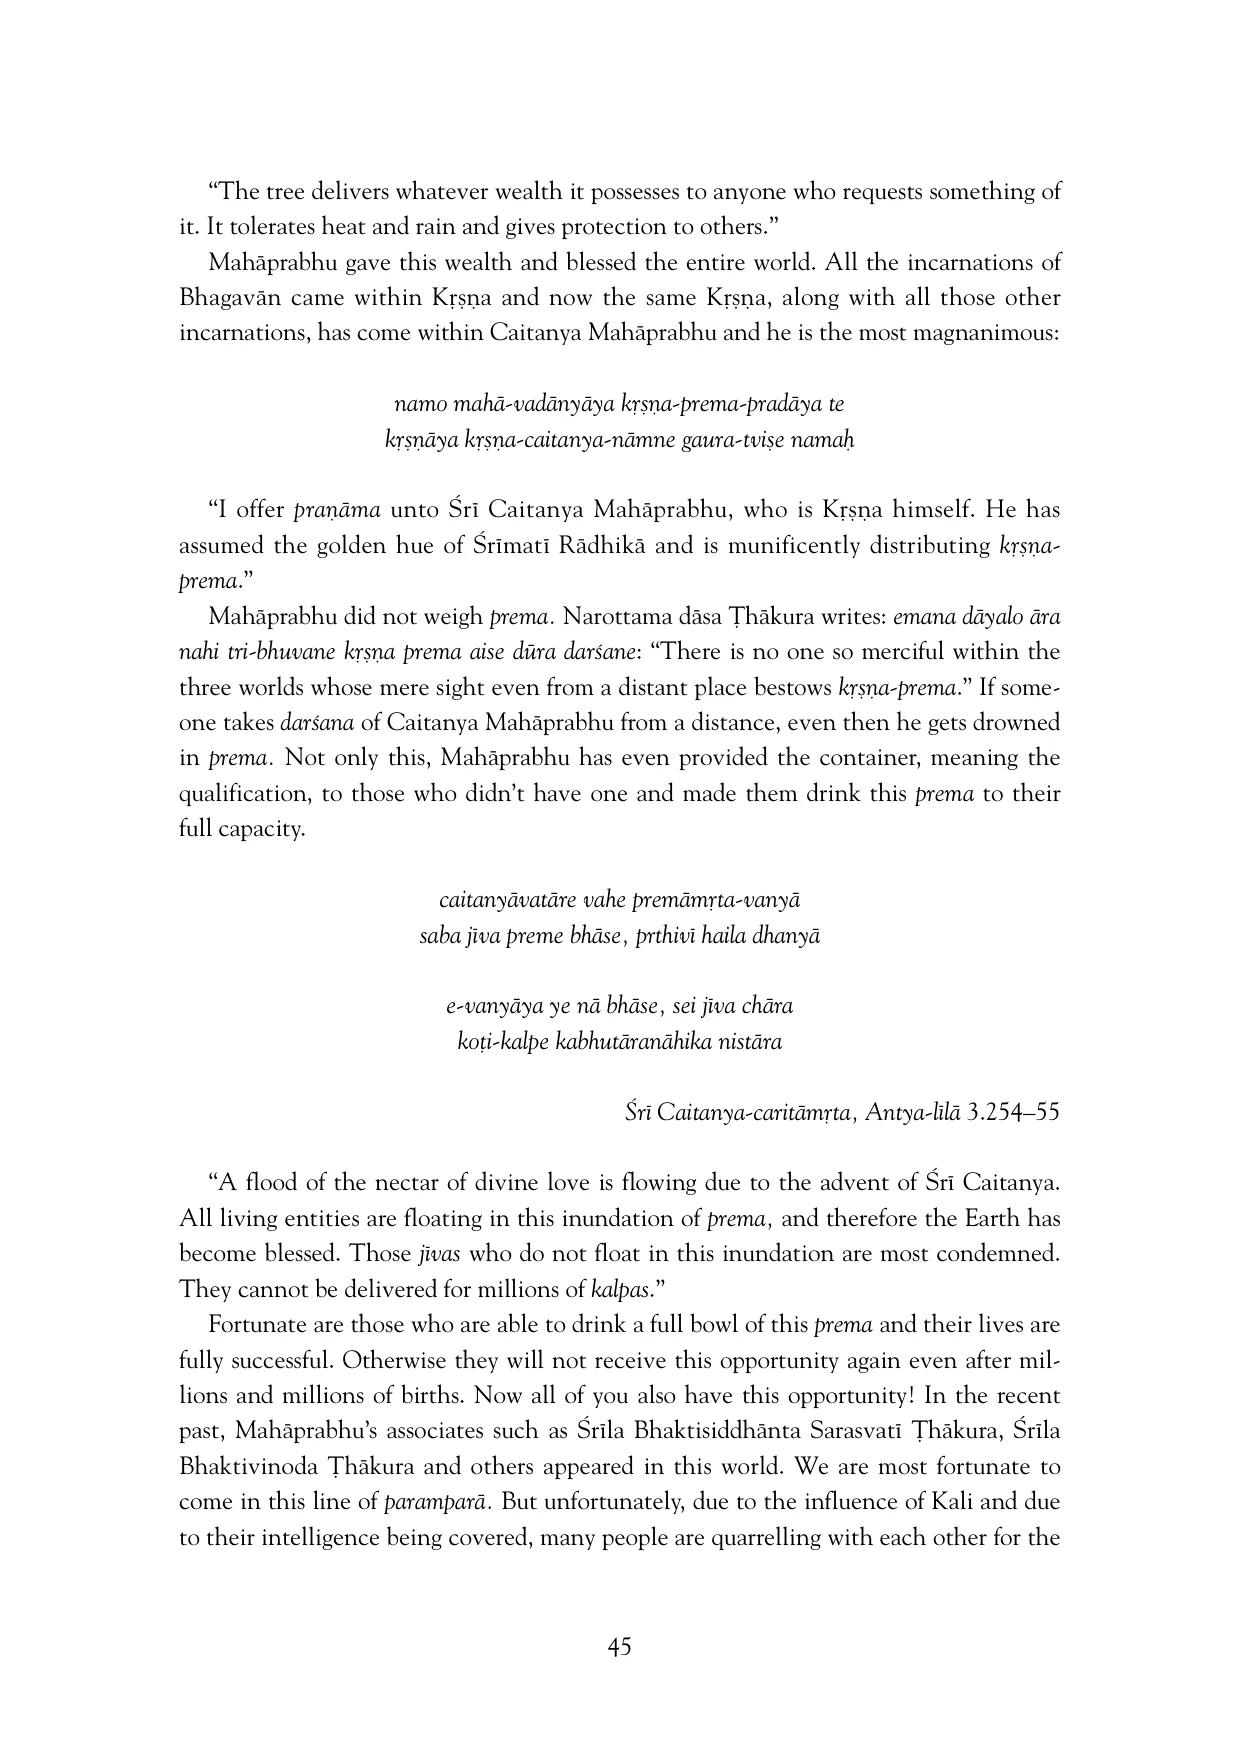 “The tree delivers whatever wealth it possesses to anyone who requests something of
it. It tolerates heat and rain and gives protection to others.”
Mahāprabhu gave this wealth and blessed the entire world. All the incarnations of
Bhagavān came within Kṛṣṇa and now the same Kṛṣṇa, along with all those other
incarnations, has come within Caitanya Mahāprabhu and he is the most magnanimous:
namo mahā-vadānyāya kṛṣṇa-prema-pradāya te
kṛṣṇāya kṛṣṇa-caitanya-nāmne gaura-tviṣe namaḥ
“I offer praṇāma unto Śrī Caitanya Mahāprabhu, who is Kṛṣṇa himself. He has
assumed the golden hue of Śrīmatī Rādhikā and is munificently distributing kṛṣṇa-
prema.”
Mahāprabhu did not weigh prema. Narottama dāsa Ṭhākura writes: emana dāyalo āra
nahi tri-bhuvane kṛṣṇa prema aise dūra darśane: “There is no one so merciful within the
three worlds whose mere sight even from a distant place bestows kṛṣṇa-prema.” If some-
one takes darśana of Caitanya Mahāprabhu from a distance, even then he gets drowned
in prema. Not only this, Mahāprabhu has even provided the container, meaning the
qualification, to those who didn’t have one and made them drink this prema to their
full capacity.
caitanyāvatāre vahe premāmṛta-vanyā
saba jīva preme bhāse, prthivī haila dhanyā
e-vanyāya ye nā bhāse, sei jīva chāra
koṭi-kalpe kabhutāranāhika nistāra
Śrī Caitanya-caritāmṛta, Antya-līlā 3.254–55
“A flood of the nectar of divine love is flowing due to the advent of Śrī Caitanya.
All living entities are floating in this inundation of prema, and therefore the Earth has
become blessed. Those jīvas who do not float in this inundation are most condemned.
They cannot be delivered for millions of kalpas.”
Fortunate are those who are able to drink a full bowl of this prema and their lives are
fully successful. Otherwise they will not receive this opportunity again even after mil-
lions and millions of births. Now all of you also have this opportunity! In the recent
past, Mahāprabhu’s associates such as Śrīla Bhaktisiddhānta Sarasvatī Ṭhākura, Śrīla
Bhaktivinoda Ṭhākura and others appeared in this world. We are most fortunate to
come in this line of paramparā. But unfortunately, due to the influence of Kali and due
to their intelligence being covered, many people are quarrelling with each other for the
45